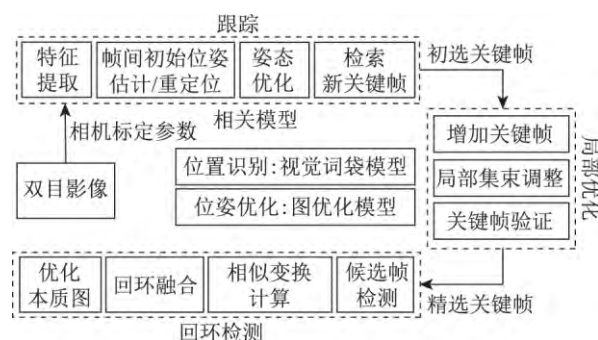 跟踪
特征
提取
帧间初始位姿
估计/重定位
姿态
优化
检索
新关键帧
初选关键帧
相关模型
相机标定参数
双目影像
位置识别:视觉词袋模型
位姿优化:图优化模型
增加关键帧
局部集束调整
关键帧验证
局部优化
优化
本质图
回环融合
相似变换
计算
候选帧
检测
精选关键帧
回环检测